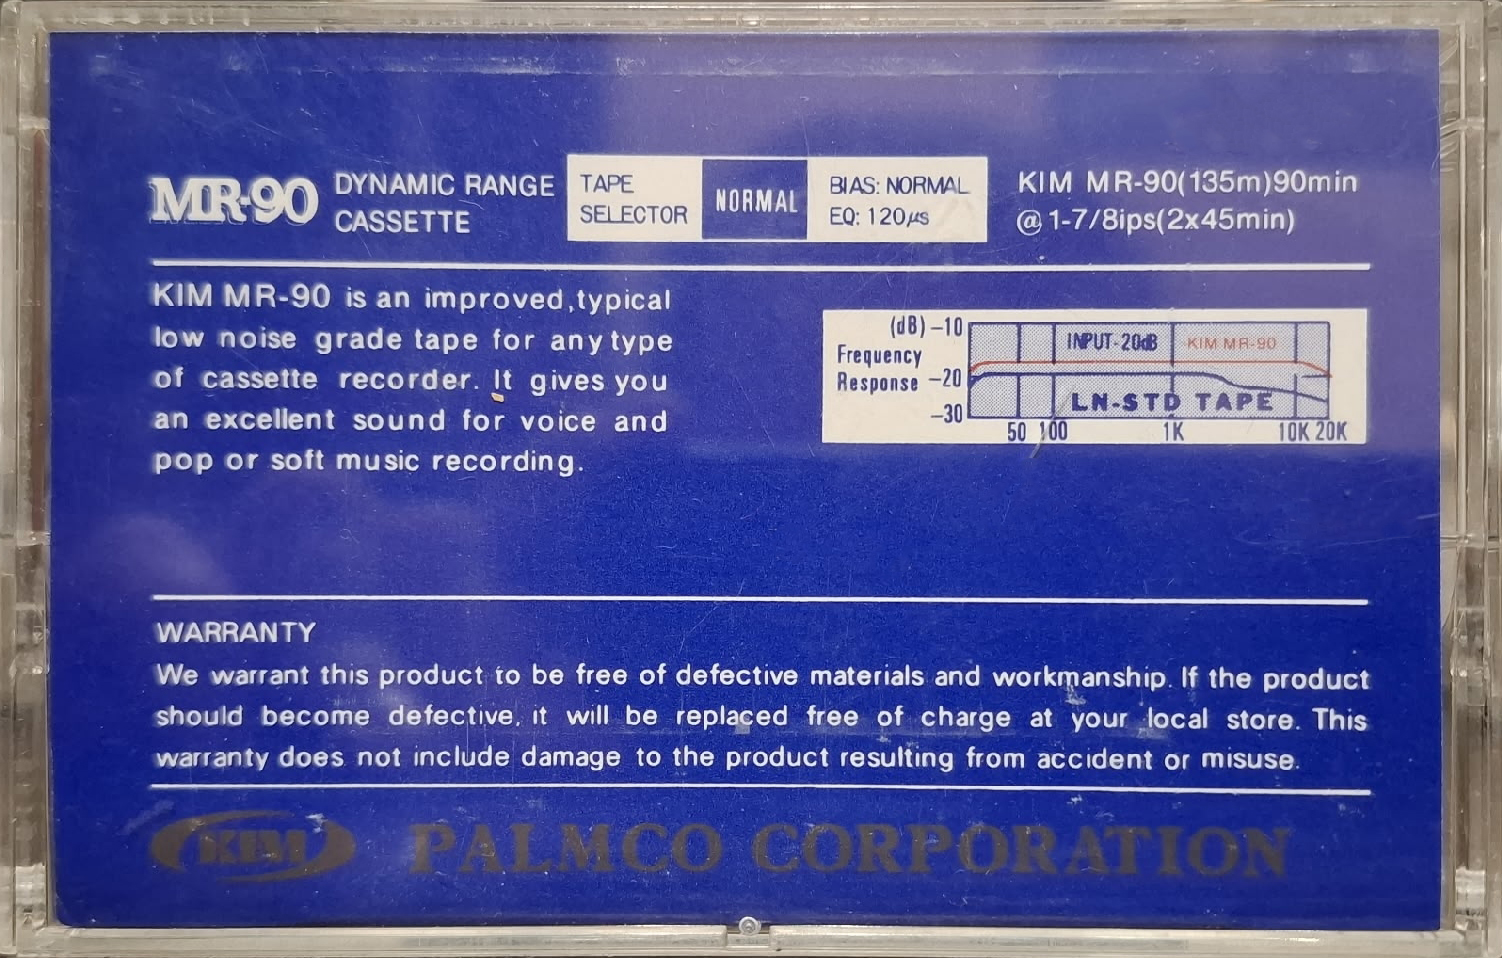 MR-90 DYNAMIC RANGE CASSETTE
TAPE SELECTOR NORMAL BIAS: NORMAL EQ: 120μs
KIM MR-90(135m)90min
@ 1-7/8ips(2x45min)
KIM MR-90 is an improved,typical
low noise grade tape for any type
of cassette recorder. It gives you
an excellent sound for voice and
pop or soft music recording.
(dB) -10
Frequency
Response -20
-30
INPUT-20dB KIM MR-90
LN-STD TAPE
50 100 1K 10K 20K
WARRANTY
We warrant this product to be free of defective materials and workmanship. If the product
should become defective, it will be replaced free of charge at your local store. This
warranty does not include damage to the product resulting from accident or misuse.
KIM PALMCO CORPORATION